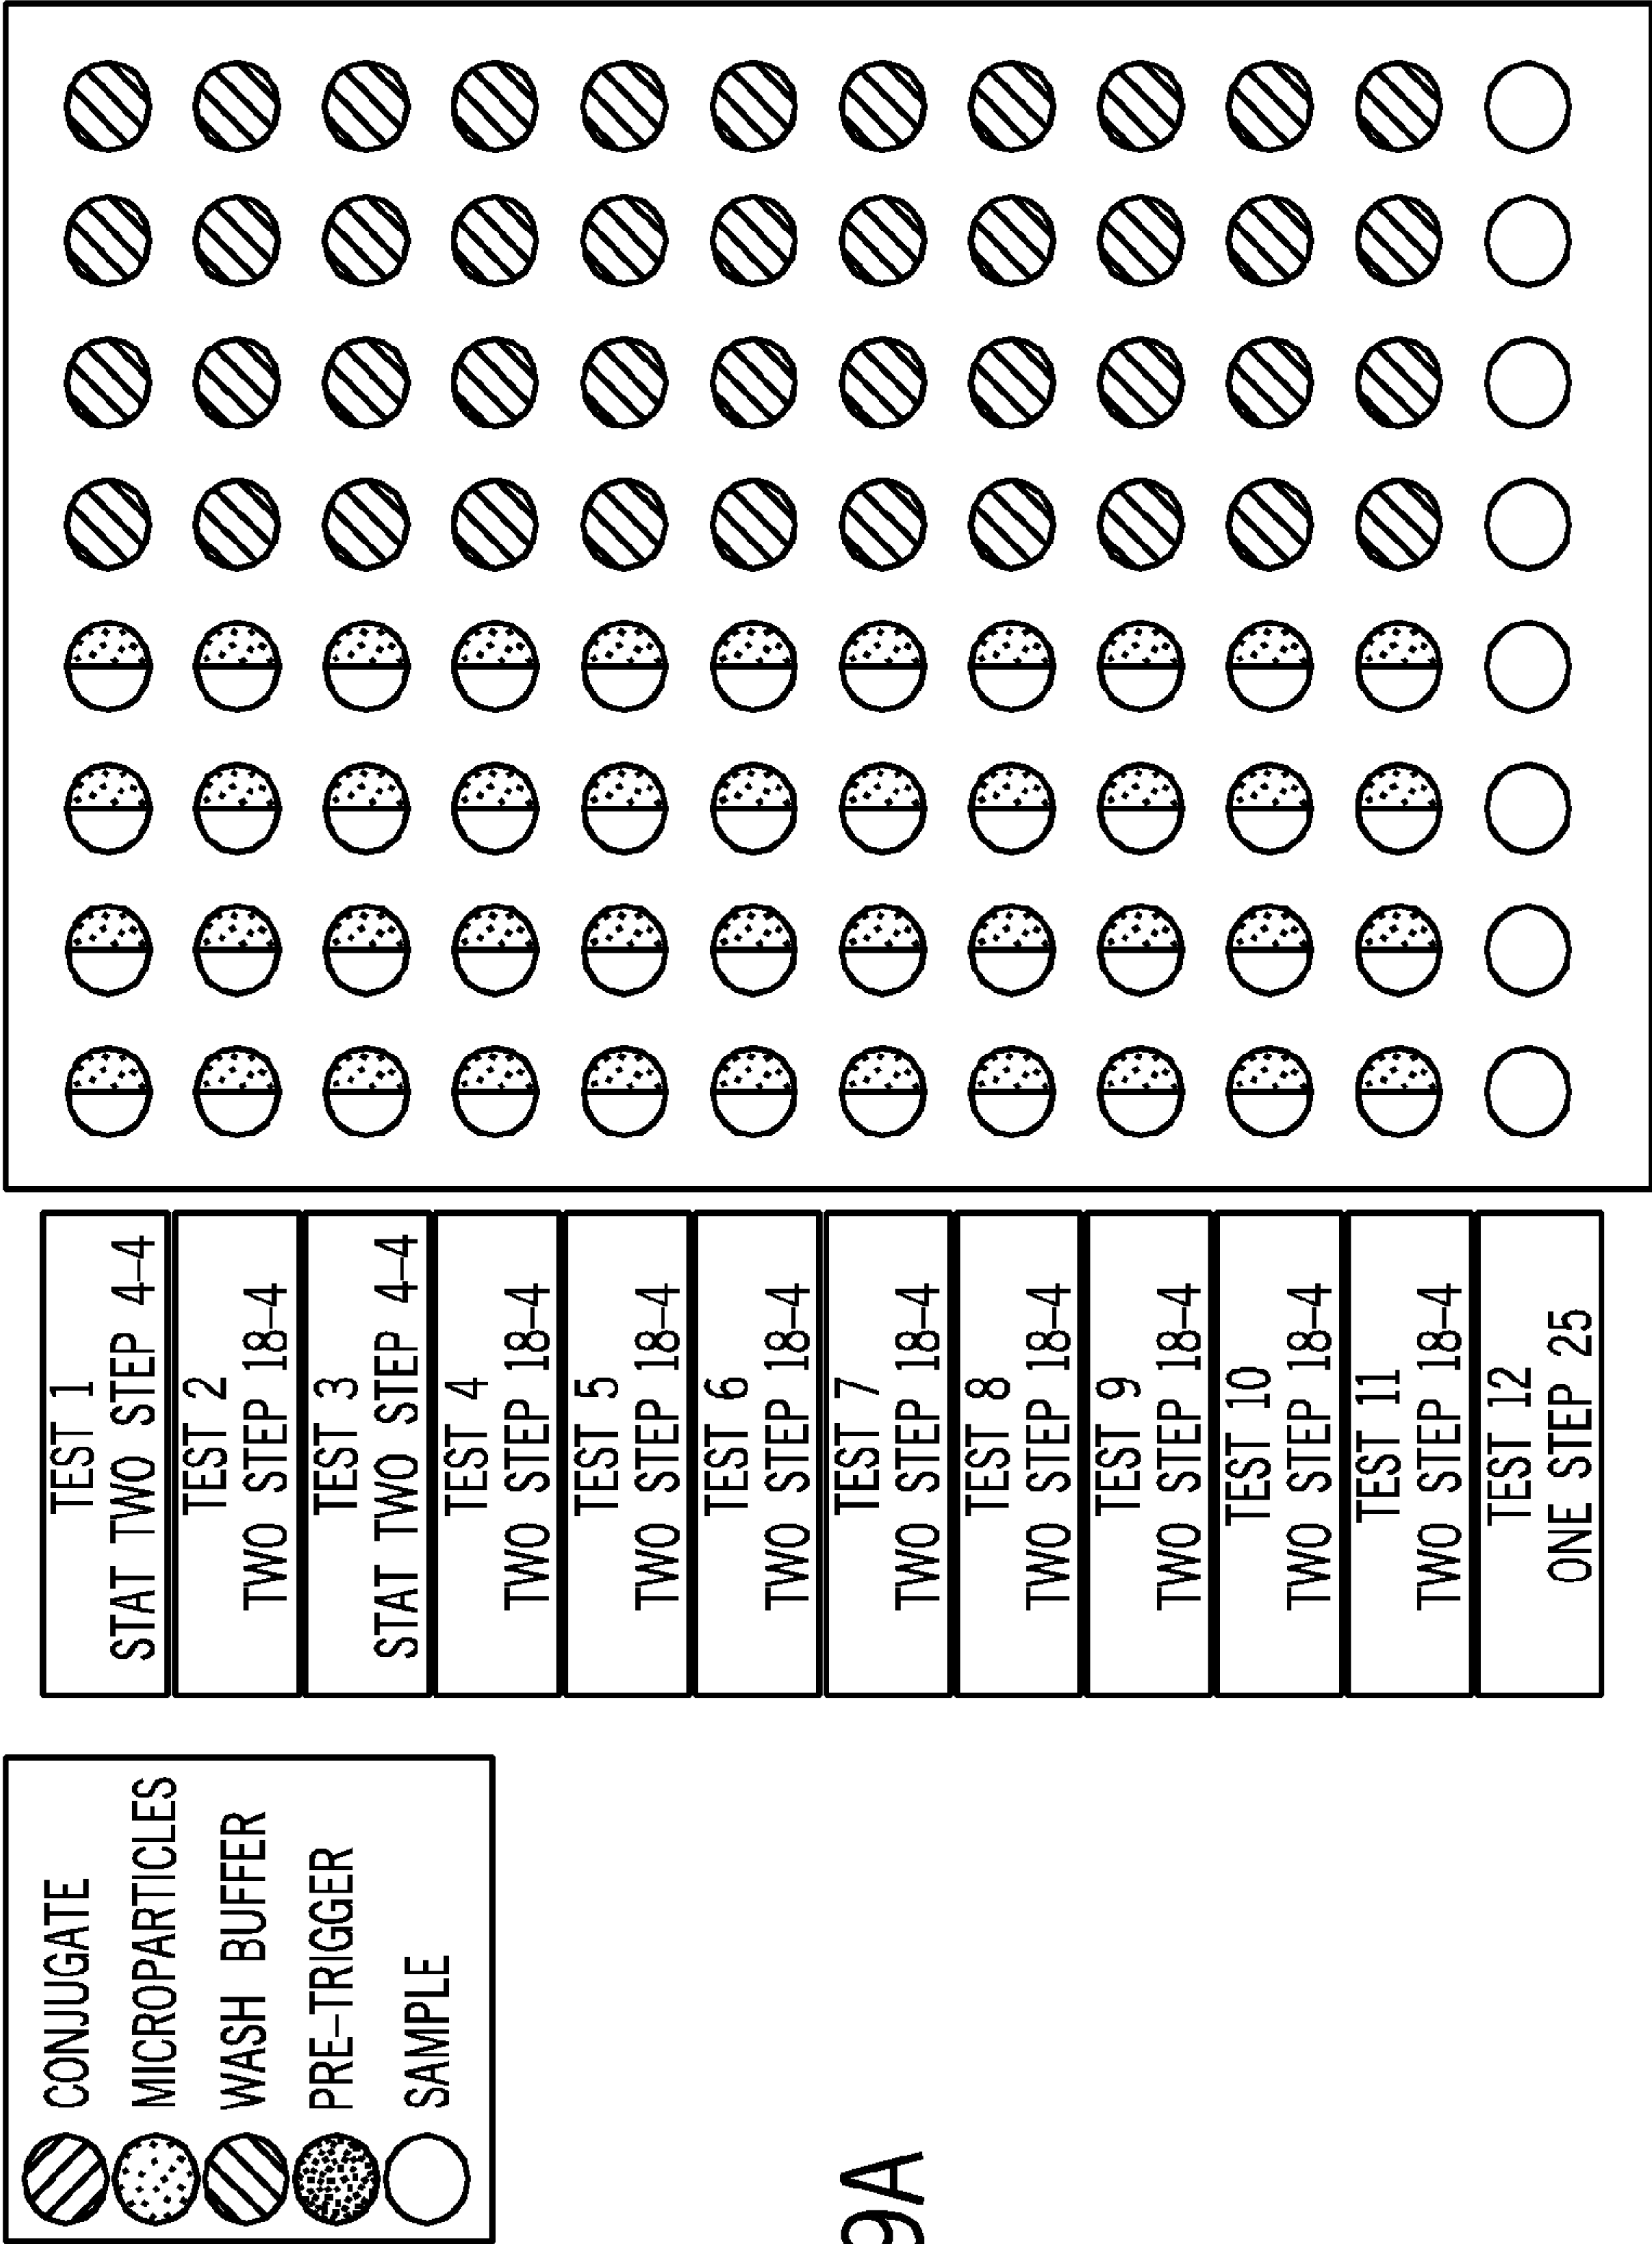 TEST 1
STAT TWO STEP 4-4
TEST 2
TWO STEP 18-4
TEST 3
STAT TWO STEP 4-4
TEST 4
TWO STEP 18-4
TEST 5
TWO STEP 18-4
TEST 6
TWO STEP 18-4
TEST 7
TWO STEP 18-4
TEST 8
TWO STEP 18-4
TEST 9
TWO STEP 18-4
TEST 10
TWO STEP 18-4
TEST 11
TWO STEP 18-4
TEST 12
ONE STEP 25
CONJUGATE
MICROPARTICLES
WASH BUFFER
PRE-TRIGGER
SAMPLE
9A